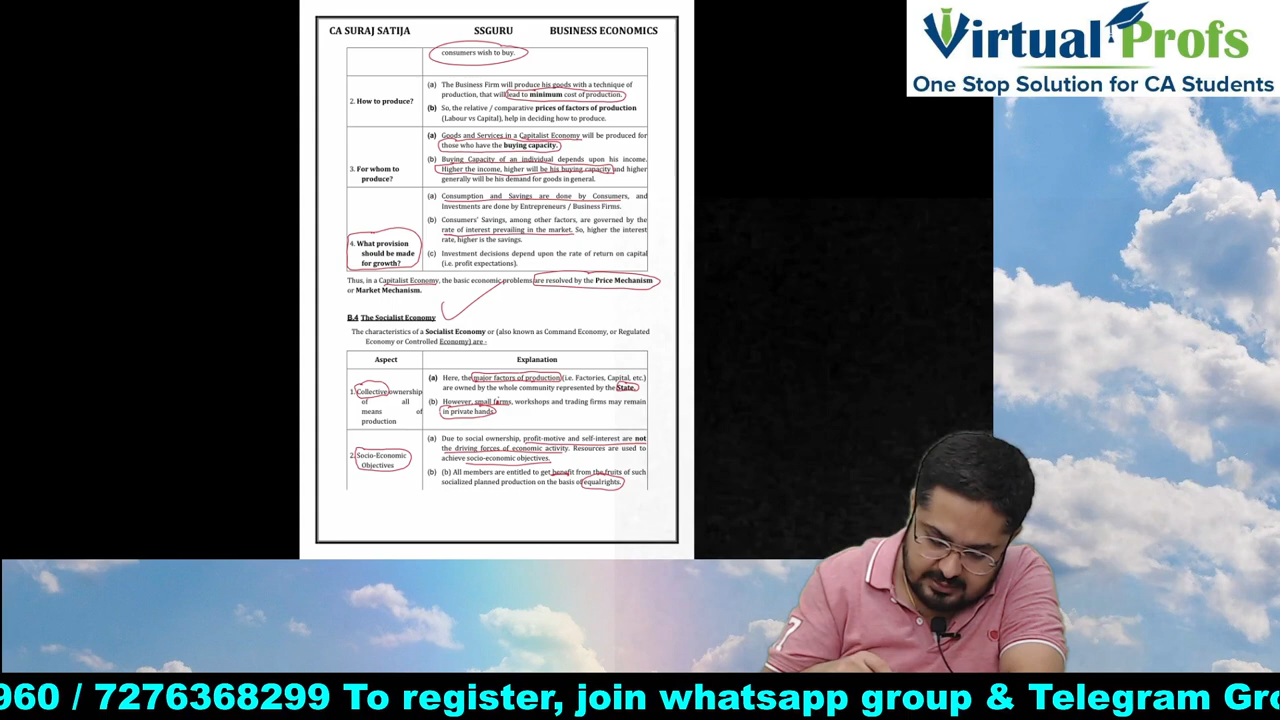 CA SURAJ SATIJA SSGURU BUSINESS ECONOMICS
consumers wish to buy.
2. How to produce?
(a) The Business Firm will produce his goods with a technique of
production, that will lead to minimum cost of production.
(b) So, the relative / comparative prices of factors of production
(Labour vs Capital), help in deciding how to produce.
3. For whom to
produce?
(a) Goods and Services in a Capitalist Economy will be produced for
those who have the buying capacity.
(b) Buying Capacity of an individual depends upon his income.
Higher the income, higher will be his buying capacity and higher
generally will be his demand for goods in general.
4. What provision
should be made
for growth?
(a) Consumption and Savings are done by Consumers, and
Investments are done by Entrepreneurs / Business Firms.
(b) Consumers' Savings, among other factors, are governed by the
rate of interest prevailing in the market. So, higher the interest
rate, higher is the savings.
(c) Investment decisions depend upon the rate of return on capital
(i.e. profit expectations).
Thus, in a Capitalist Economy, the basic economic problems are resolved by the Price Mechanism
or Market Mechanism.
B.4 The Socialist Economy
The characteristics of a Socialist Economy or (also known as Command Economy, or Regulated
Economy or Controlled Economy) are -
Aspect Explanation
1. Collective ownership
of all
means of
production
(a) Here, the major factors of production (i.e. Factories, Capital, etc.)
are owned by the whole community represented by the State.
(b) However, small farms, workshops and trading firms may remain
in private hands.
2. Socio-Economic
Objectives
(a) Due to social ownership, profit-motive and self-interest are not
the driving forces of economic activity. Resources are used to
achieve socio-economic objectives.
(b) (b) All members are entitled to get benefit from the fruits of such
socialized planned production on the basis of equalrights.
Virtual Profs
One Stop Solution for CA Students
960 / 7276368299 To register, join whatsapp group & Telegram Gr